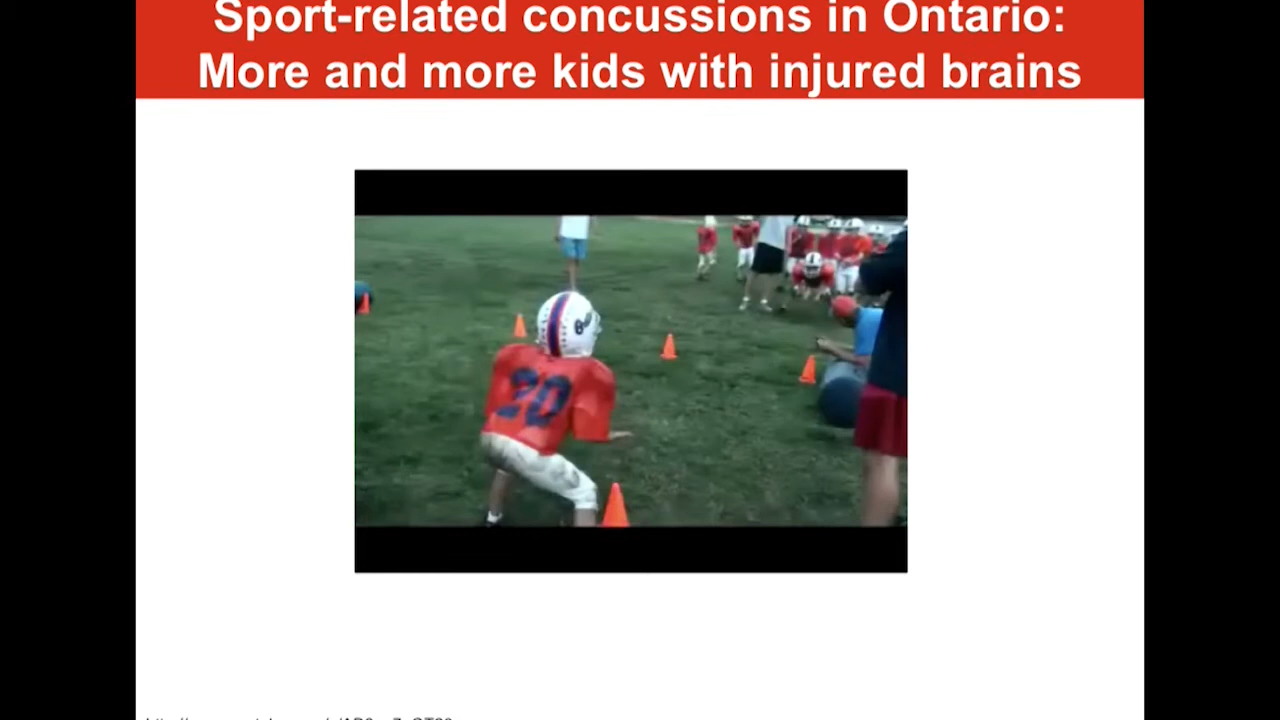 Sport-related concussions in Ontario:
More and more kids with injured brains
20